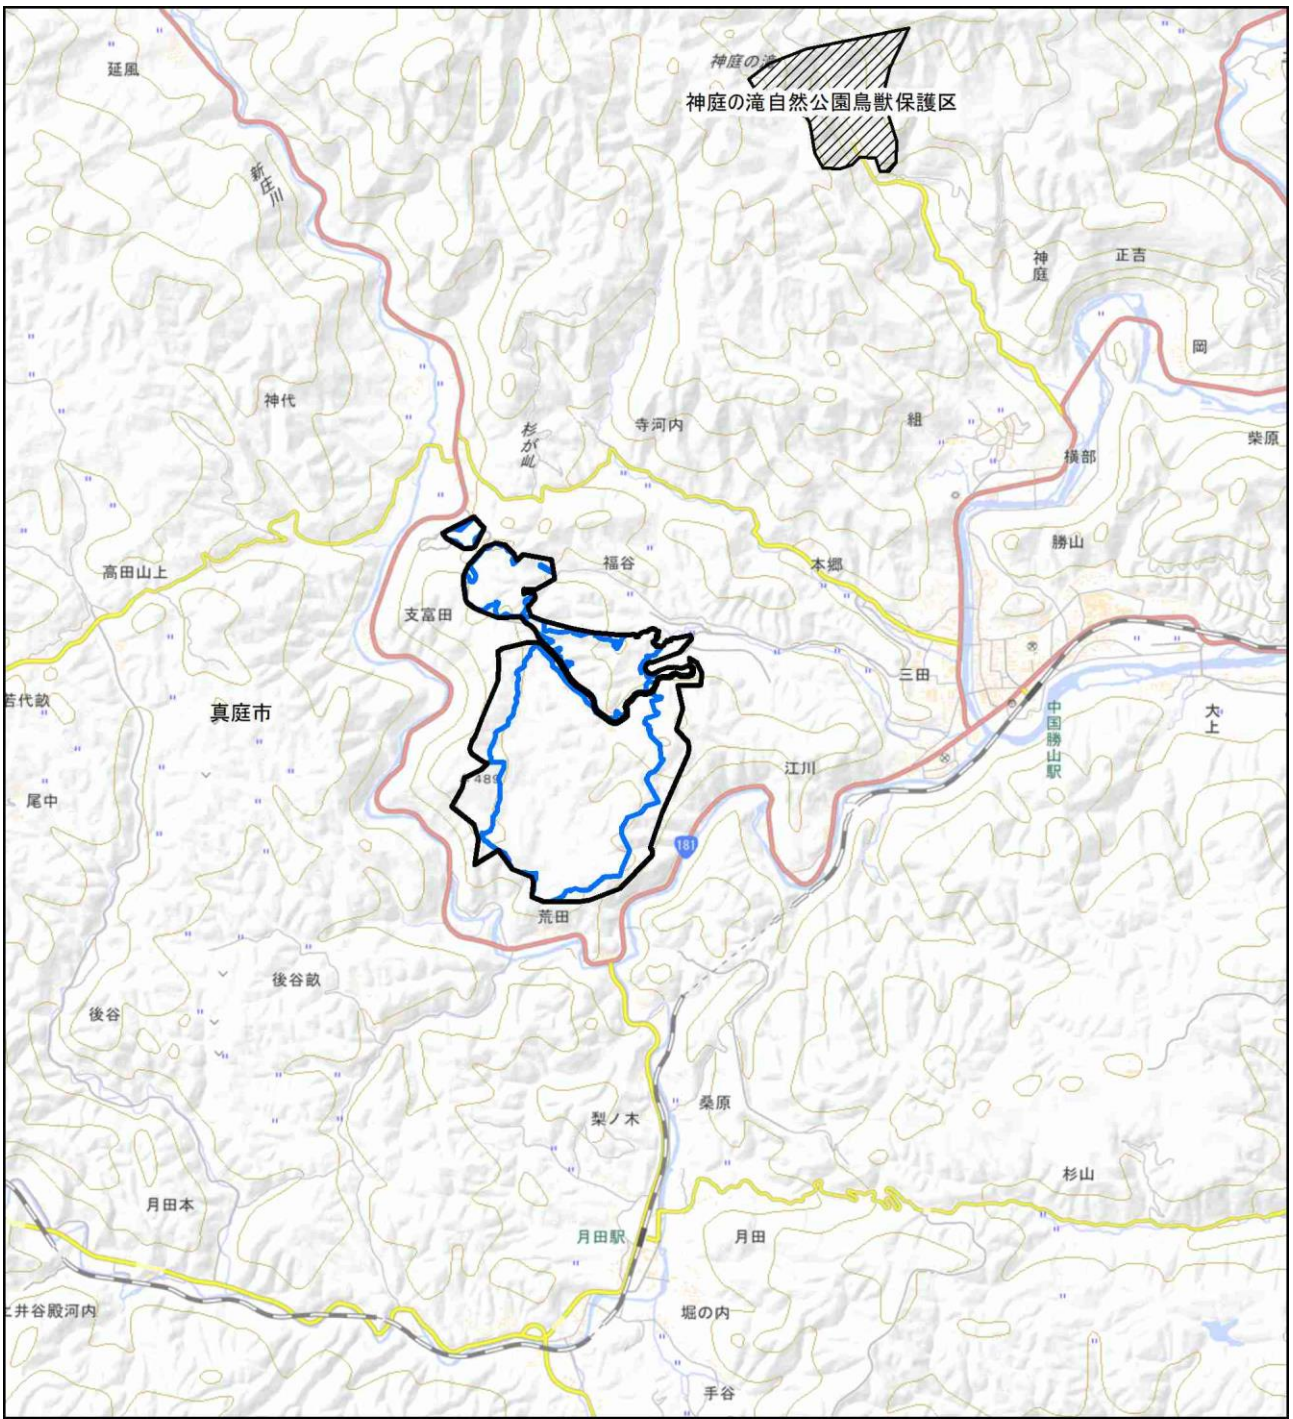 延風
神庭の滝
神庭の滝自然公園鳥獣保護区
新庄川
神庭
正吉
岡
神代
杉が乢
寺河内
組
柴原
横部
勝山
福谷
本郷
高田山上
支富田
三田
若代畝
真庭市
大上
中国勝山駅
江川
489
尾中
181
荒田
後谷畝
後谷
桑原
梨ノ木
杉山
月田本
月田駅
月田
井谷殿河内
堀の内
手谷